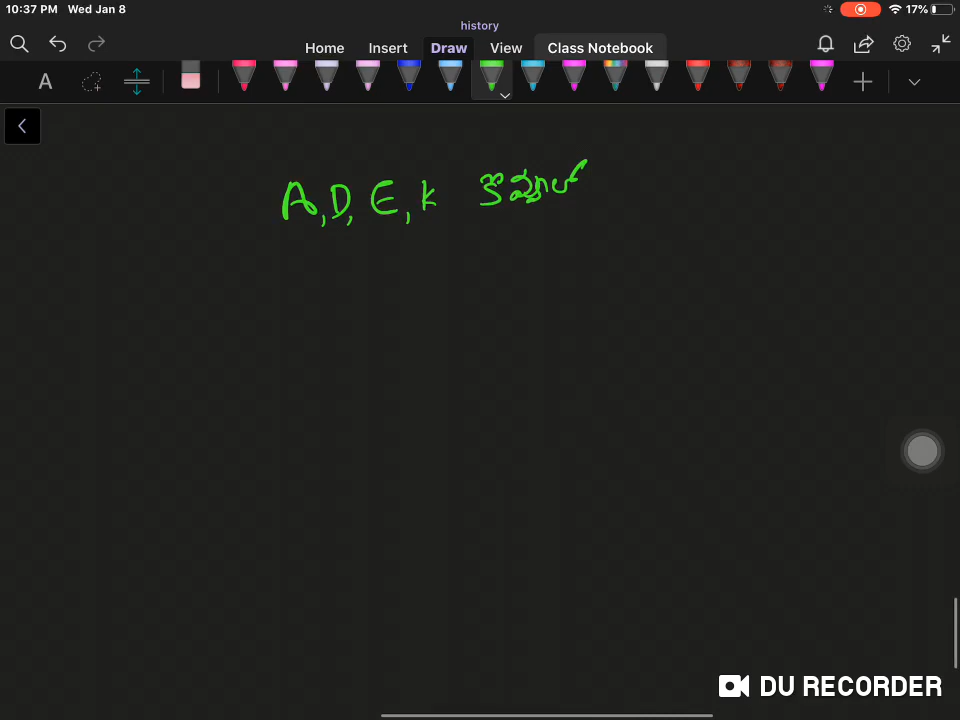 10:37 PM Wed Jan 8
17%
history
Home Insert Draw View Class Notebook
A
A, D, E, K
DU RECORDER